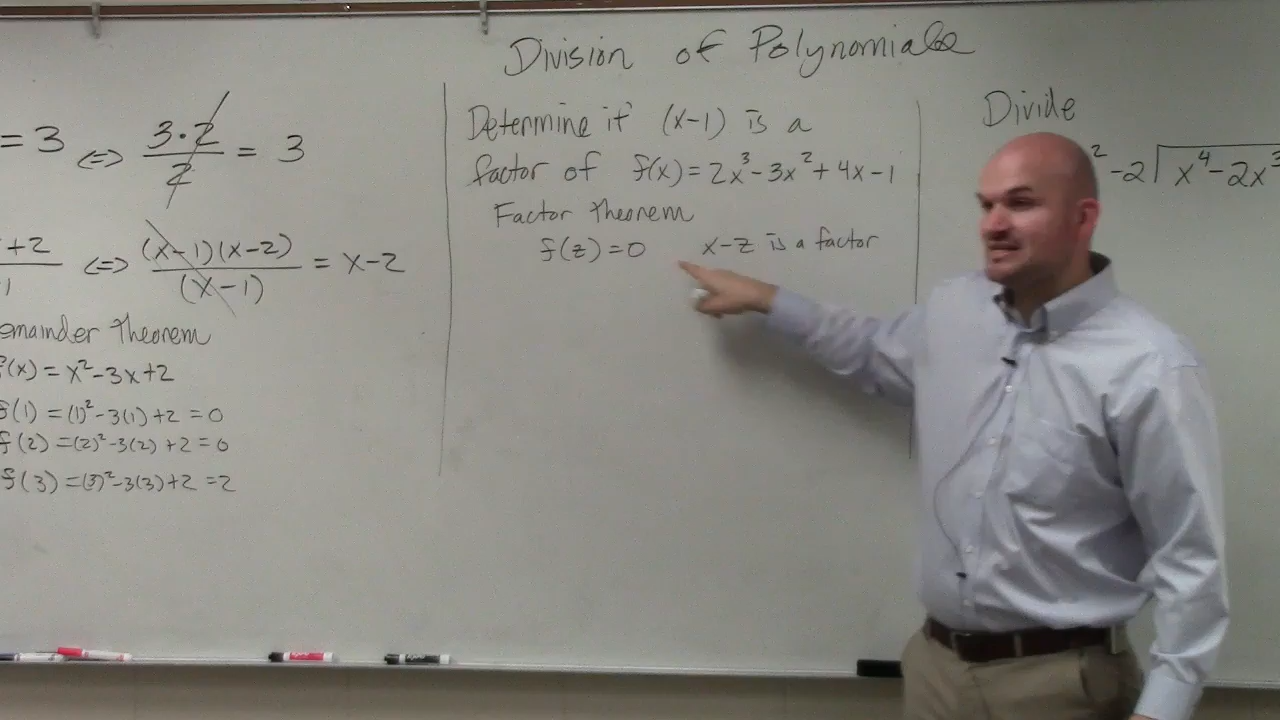 Division of Polynomials
= 3 <=> 3·2/2 = 3
+2/1 <=> (x-1)(x-2)/(x-1) = x-2
emainder Theorem
f(x) = x²-3x+2
f(1) = (1)²-3(1)+2 = 0
f(2) = (2)²-3(2)+2 = 0
f(3) = (3)²-3(3)+2 = 2
Determine if (x-1) is a
factor of f(x) = 2x³-3x²+4x-1
Factor Theorem
f(z) = 0 x-z is a factor
Divide
²-2 x⁴-2x³